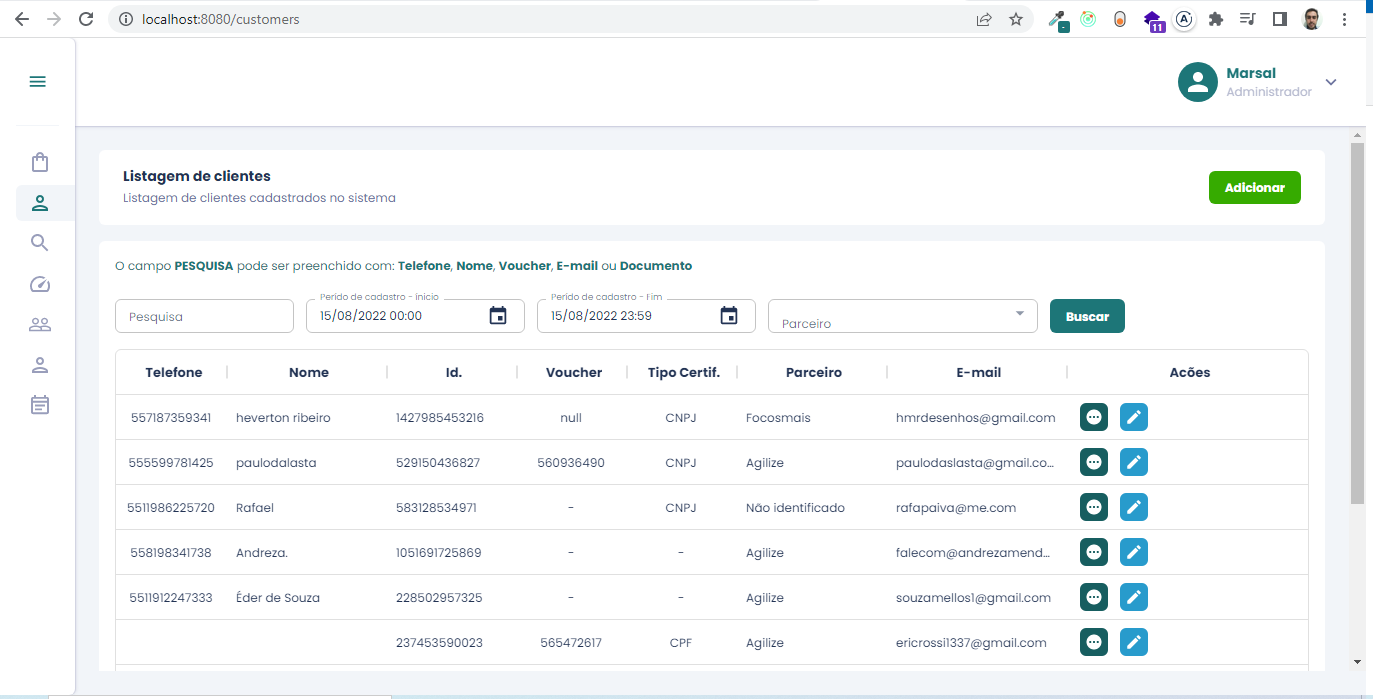 localhost:8080/customers
11
Marsal
Administrador
Listagem de clientes
Listagem de clientes cadastrados no sistema
Adicionar
O campo PESQUISA pode ser preenchido com: Telefone, Nome, Voucher, E-mail ou Documento
Pesquisa
Perído de cadastro - ínicio
15/08/2022 00:00
Perído de cadastro - Fim
15/08/2022 23:59
Parceiro
Buscar
Telefone Nome Id. Voucher Tipo Certif. Parceiro E-mail Acões
557187359341 heverton ribeiro 1427985453216 null CNPJ Focosmais hmrdesenhos@gmail.com
555599781425 paulodalasta 529150436827 560936490 CNPJ Agilize paulodaslasta@gmail.co...
5511986225720 Rafael 583128534971 - CNPJ Não identificado rafapaiva@me.com
558198341738 Andreza. 1051691725869 - - Agilize falecom@andrezamend...
5511912247333 Éder de Souza 228502957325 - - Agilize souzamellos1@gmail.com
237453590023 565472617 CPF Agilize ericrossi1337@gmail.com